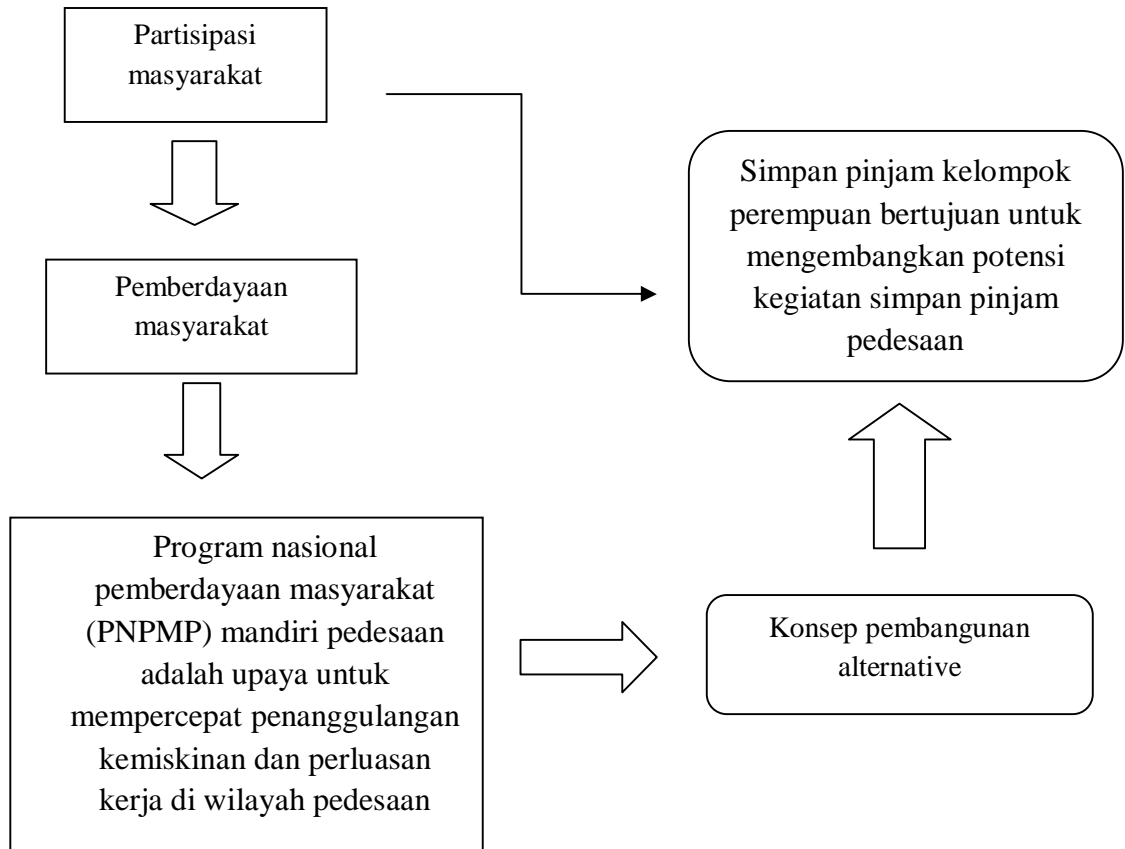 Partisipasi
masyarakat
Pemberdayaan
masyarakat
Program nasional
pemberdayaan masyarakat
(PNPMP) mandiri pedesaan
adalah upaya untuk
mempercepat penanggulangan
kemiskinan dan perluasan
kerja di wilayah pedesaan
Konsep pembangunan
alternative
Simpan pinjam kelompok
perempuan bertujuan untuk
mengembangkan potensi
kegiatan simpan pinjam
pedesaan